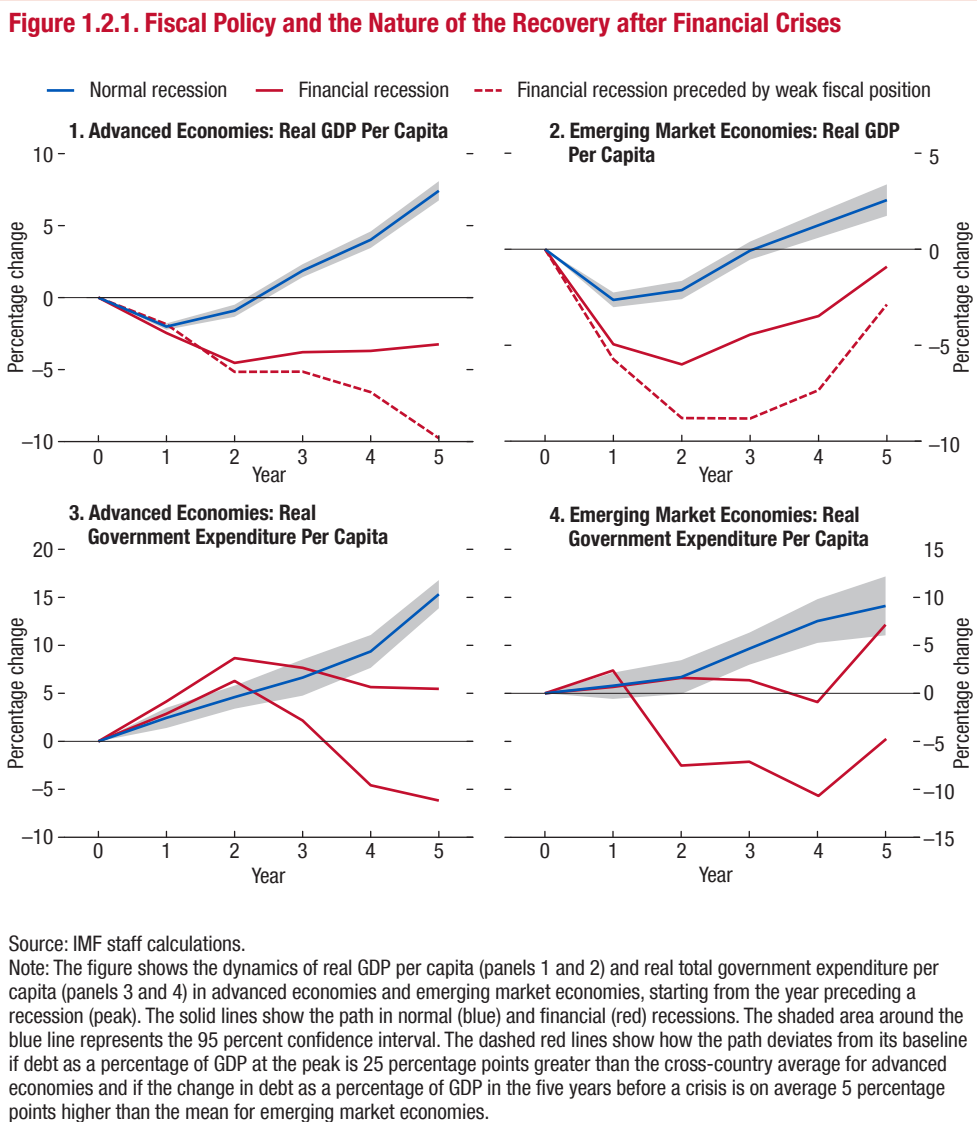 Figure 1.2.1. Fiscal Policy and the Nature of the Recovery after Financial Crises
Normal recession
Financial recession
Financial recession preceded by weak fiscal position
1. Advanced Economies: Real GDP Per Capita
10
5
0
–5
–10
Percentage change
0 1 2 3 4 5
Year
2. Emerging Market Economies: Real GDP
Per Capita
5
0
–5
–10
Percentage change
0 1 2 3 4 5
Year
3. Advanced Economies: Real
Government Expenditure Per Capita
20
15
10
5
0
–5
–10
Percentage change
0 1 2 3 4 5
Year
4. Emerging Market Economies: Real
Government Expenditure Per Capita
15
10
5
0
–5
–10
–15
Percentage change
0 1 2 3 4 5
Year
Source: IMF staff calculations.
Note: The figure shows the dynamics of real GDP per capita (panels 1 and 2) and real total government expenditure per
capita (panels 3 and 4) in advanced economies and emerging market economies, starting from the year preceding a
recession (peak). The solid lines show the path in normal (blue) and financial (red) recessions. The shaded area around the
blue line represents the 95 percent confidence interval. The dashed red lines show how the path deviates from its baseline
if debt as a percentage of GDP at the peak is 25 percentage points greater than the cross-country average for advanced
economies and if the change in debt as a percentage of GDP in the five years before a crisis is on average 5 percentage
points higher than the mean for emerging market economies.